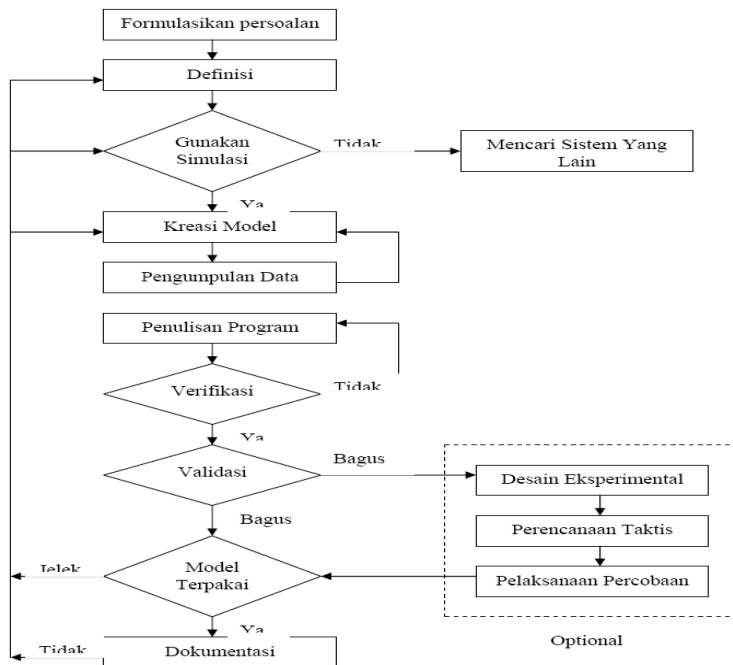 Formulasikan persoalan
Definisi
Gunakan
Simulasi
Tidak
Mencari Sistem Yang
Lain
Ya
Kreasi Model
Pengumpulan Data
Penulisan Program
Verifikasi
Tidak
Ya
Validasi
Bagus
Desain Eksperimental
Bagus
Perencanaan Taktis
Model
Terpakai
Jelek
Pelaksanaan Percobaan
Ya
Optional
Tidak
Dokumentasi